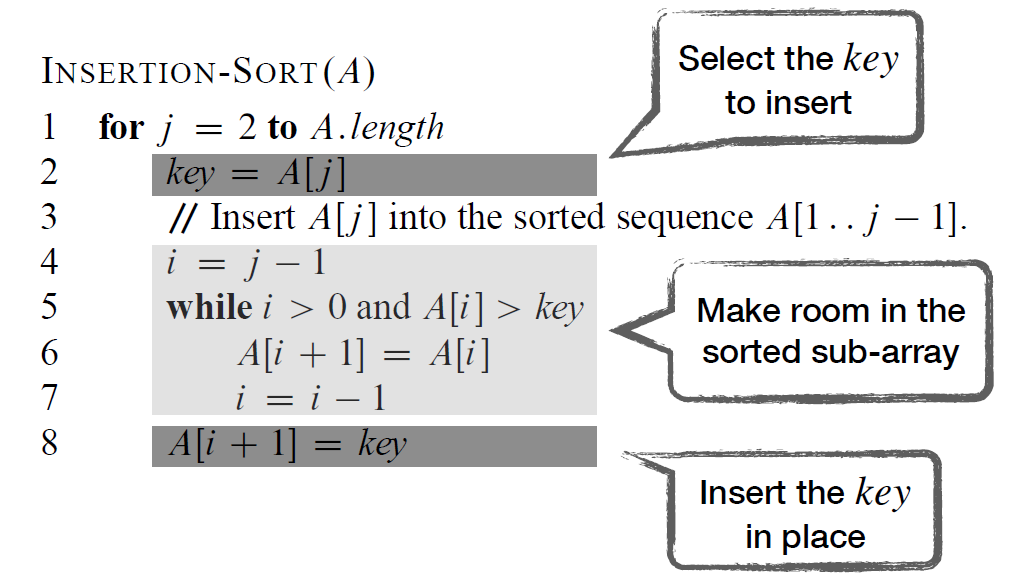 INSERTION-SORT(A)
1 for j = 2 to A.length
2 key = A[j]
3 // Insert A[j] into the sorted sequence A[1 . . j − 1].
4 i = j − 1
5 while i > 0 and A[i] > key
6 A[i + 1] = A[i]
7 i = i − 1
8 A[i + 1] = key
Select the key
to insert
Make room in the
sorted sub-array
Insert the key
in place